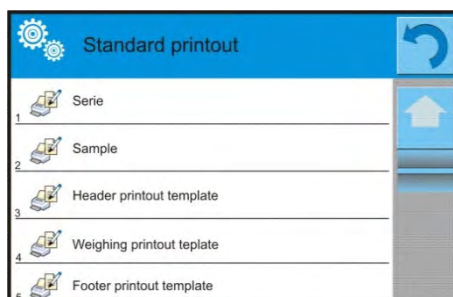 Standard printout
1 Serie
2 Sample
3 Header printout template
4 Weighing printout teplate
5 Footer printout template